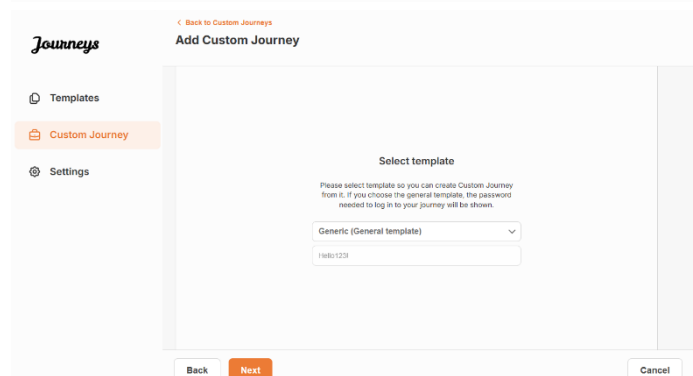 < Back to Custom Journeys
Add Custom Journey
Journeys
Templates
Custom Journey
Settings
Select template
Please select template so you can create Custom Journey
from it. If you choose the general template, the password
needed to log in to your journey will be shown.
Generic (General template)
Hello123!
Back
Next
Cancel